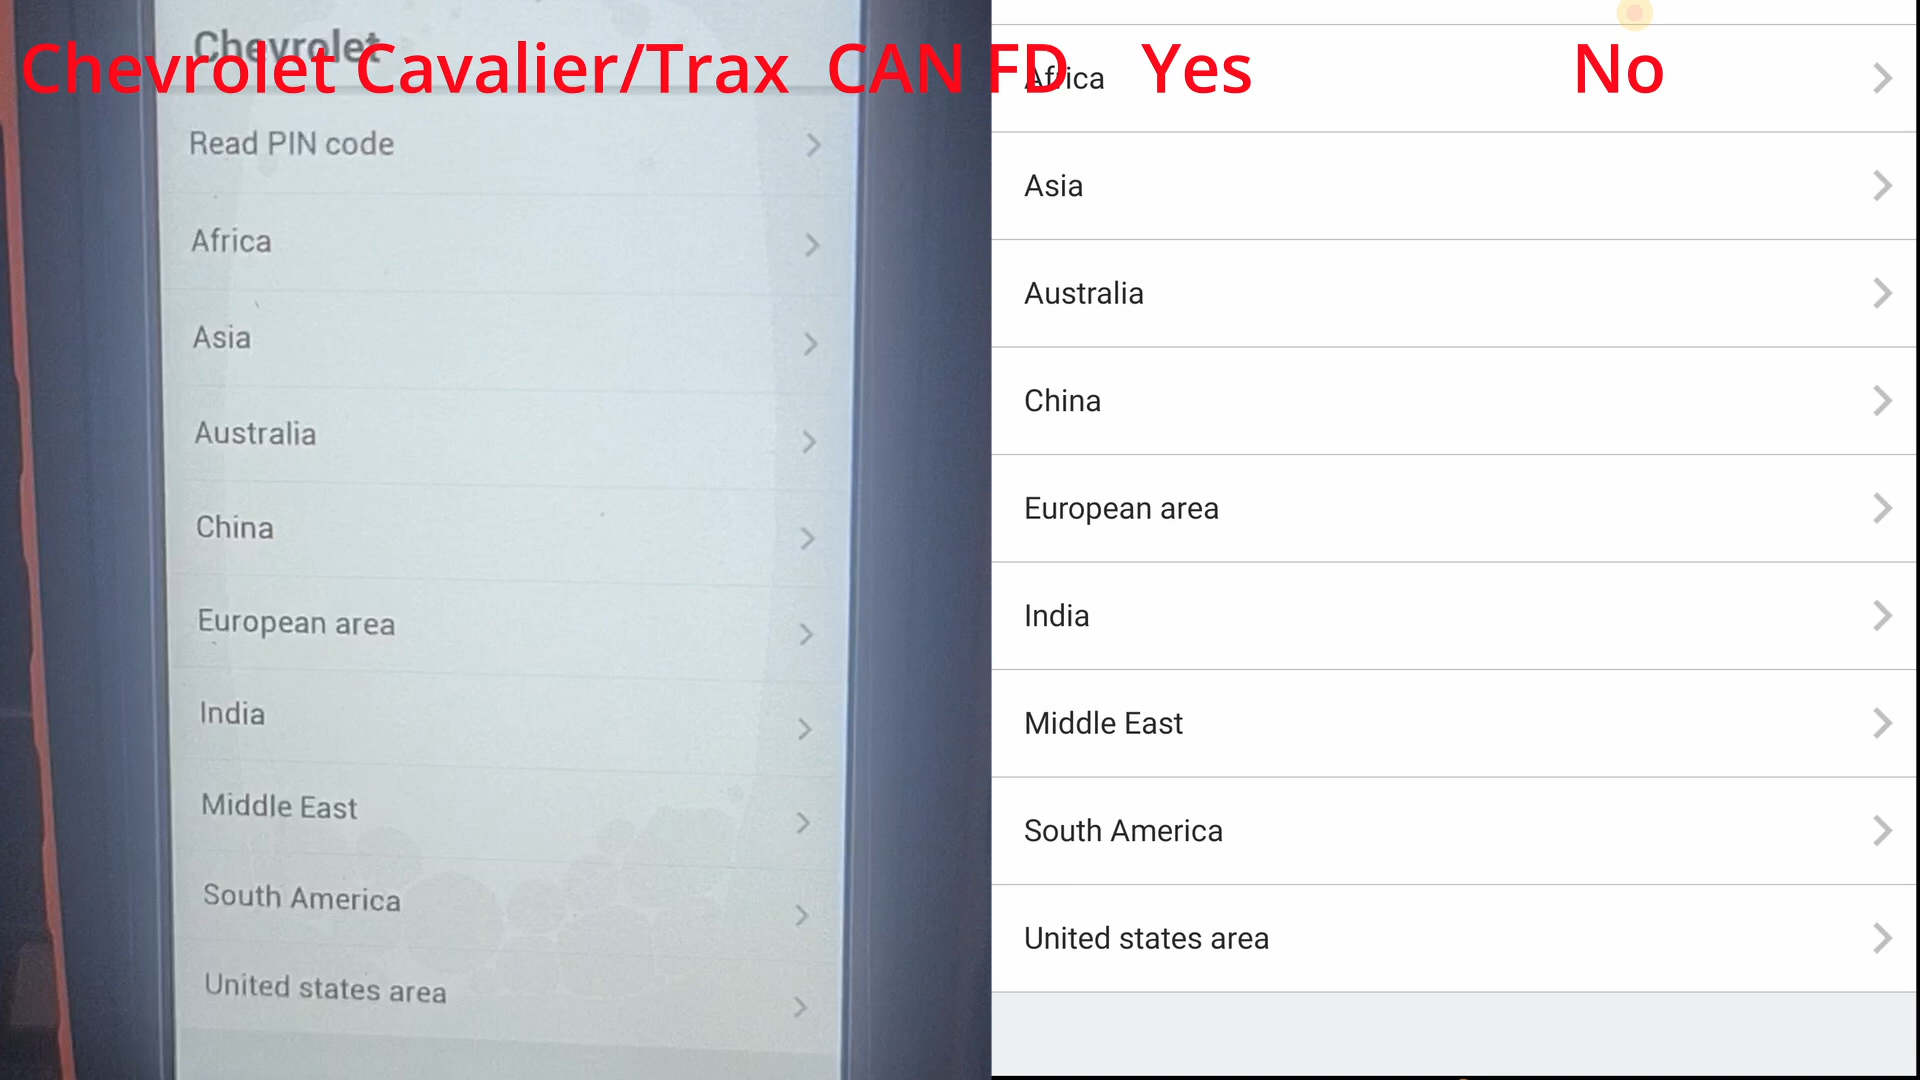 Chevrolet
Chevrolet Cavalier/Trax CAN FD Yes No
Read PIN code
Africa
Asia
Australia
China
European area
India
Middle East
South America
United states area
Africa
Asia
Australia
China
European area
India
Middle East
South America
United states area